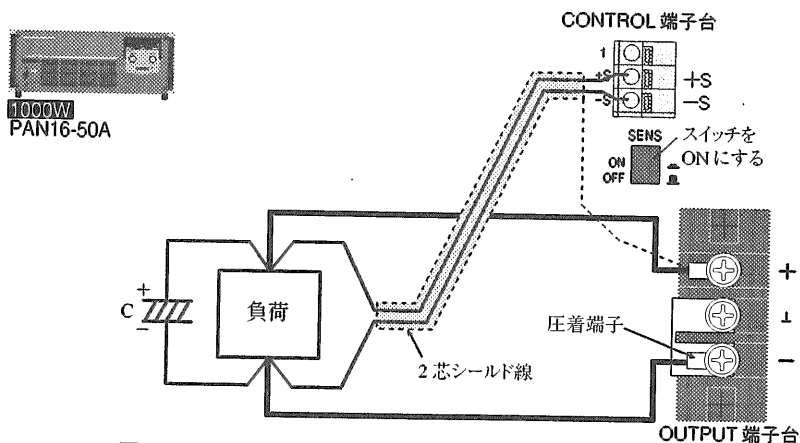 CONTROL 端子台
1
+S
+S
-S
-S
SENS
スイッチを
ONにする
ON
OFF
1000W
PAN16-50A
+
C
-
負荷
2芯シールド線
圧着端子
+
⊥
-
OUTPUT 端子台